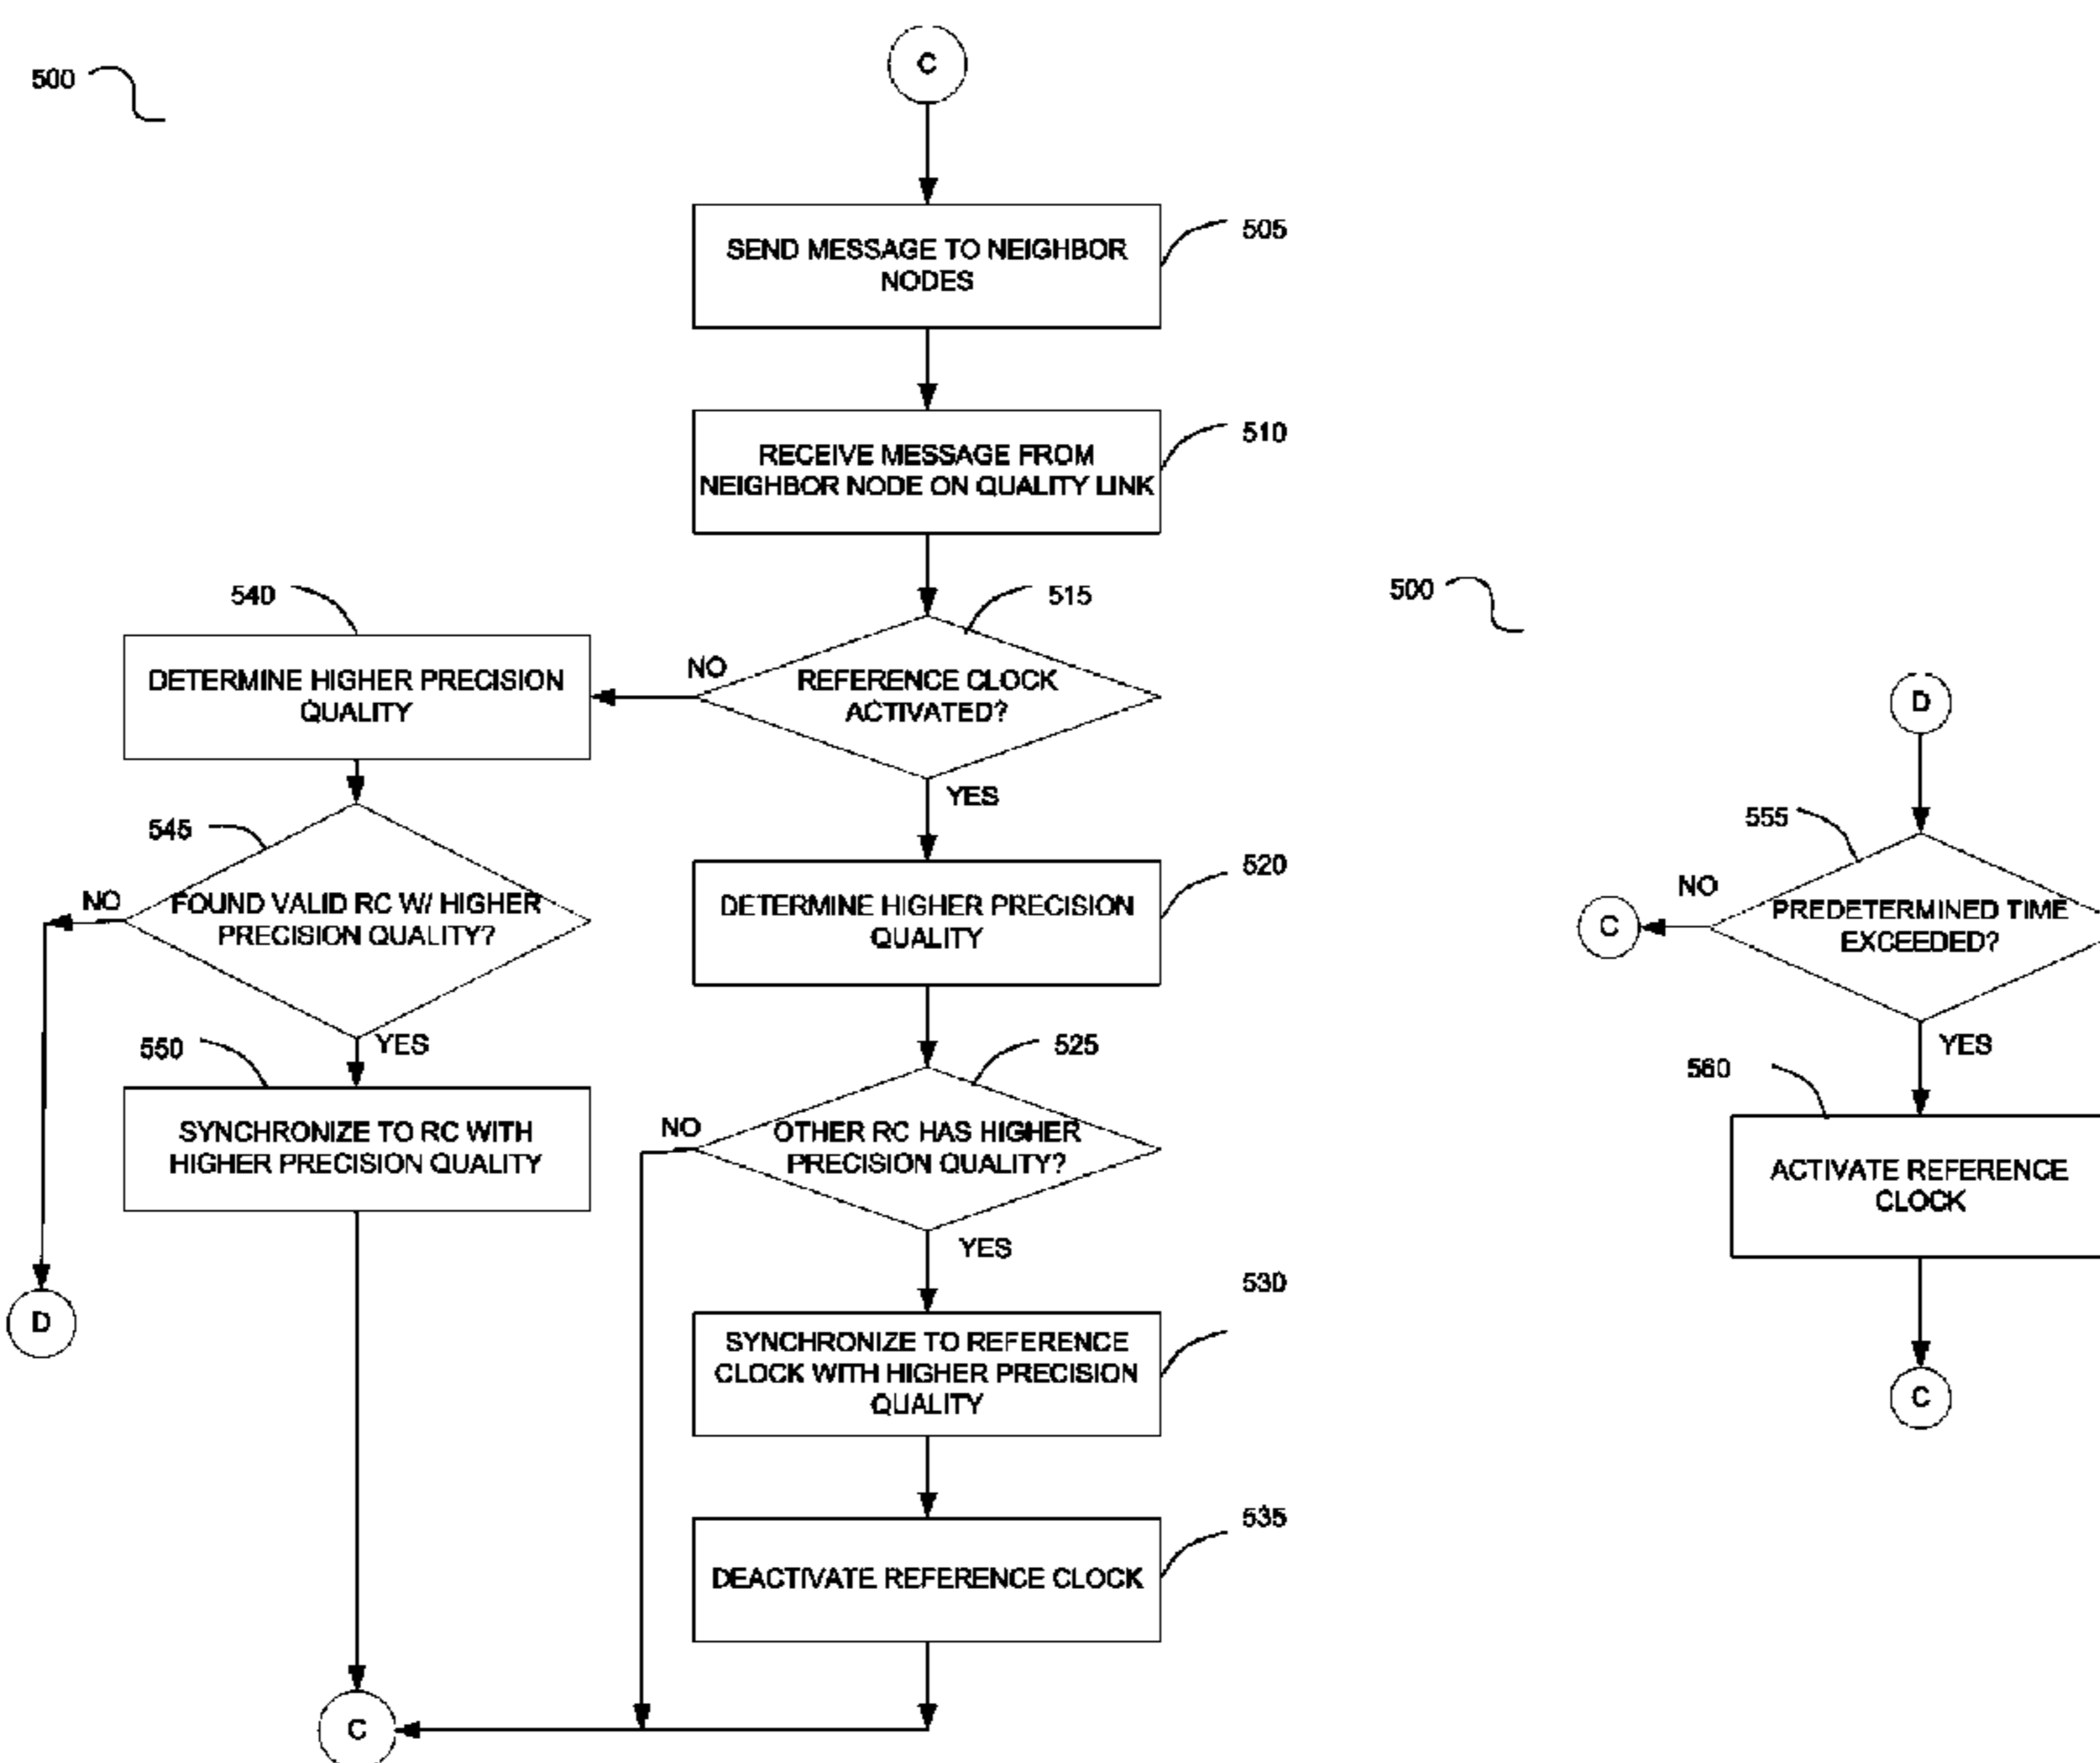 500
C
SEND MESSAGE TO NEIGHBOR
NODES
505
RECEIVE MESSAGE FROM
NEIGHBOR NODE ON QUALITY LINK
510
REFERENCE CLOCK
ACTIVATED?
515
NO
YES
540
DETERMINE HIGHER PRECISION
QUALITY
545
FOUND VALID RC W/ HIGHER
PRECISION QUALITY?
NO
YES
550
SYNCHRONIZE TO RC WITH
HIGHER PRECISION QUALITY
D
DETERMINE HIGHER PRECISION
QUALITY
520
OTHER RC HAS HIGHER
PRECISION QUALITY?
525
NO
YES
SYNCHRONIZE TO REFERENCE
CLOCK WITH HIGHER PRECISION
QUALITY
530
DEACTIVATE REFERENCE CLOCK
535
C
500
D
555
PREDETERMINED TIME
EXCEEDED?
NO
C
YES
560
ACTIVATE REFERENCE
CLOCK
C